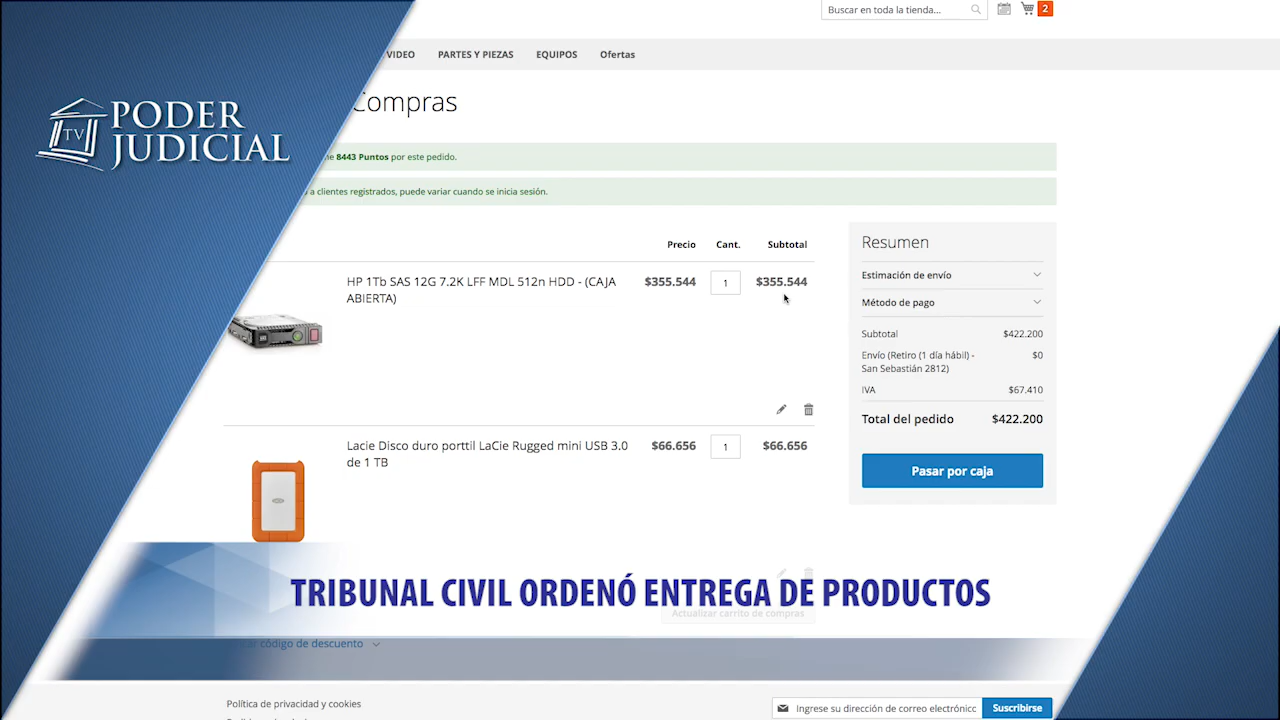 Buscar en toda la tienda...
2
VIDEO
PARTES Y PIEZAS
EQUIPOS
Ofertas
TV
PODER
JUDICIAL
Compras
8443 Puntos por este pedido.
a clientes registrados, puede variar cuando se inicia sesión.
Precio
Cant.
Subtotal
HP 1Tb SAS 12G 7.2K LFF MDL 512n HDD - (CAJA
ABIERTA)
$355.544
1
$355.544
Lacie Disco duro porttil LaCie Rugged mini USB 3.0
de 1 TB
$66.656
1
$66.656
Resumen
Estimación de envío
Método de pago
Subtotal
$422.200
Envío (Retiro (1 día hábil) -
San Sebastián 2812)
$0
IVA
$67.410
Total del pedido
$422.200
Pasar por caja
TRIBUNAL CIVIL ORDENÓ ENTREGA DE PRODUCTOS
Actualizar carrito de compras
código de descuento
Política de privacidad y cookies
Ingrese su dirección de correo electrónicc
Suscribirse